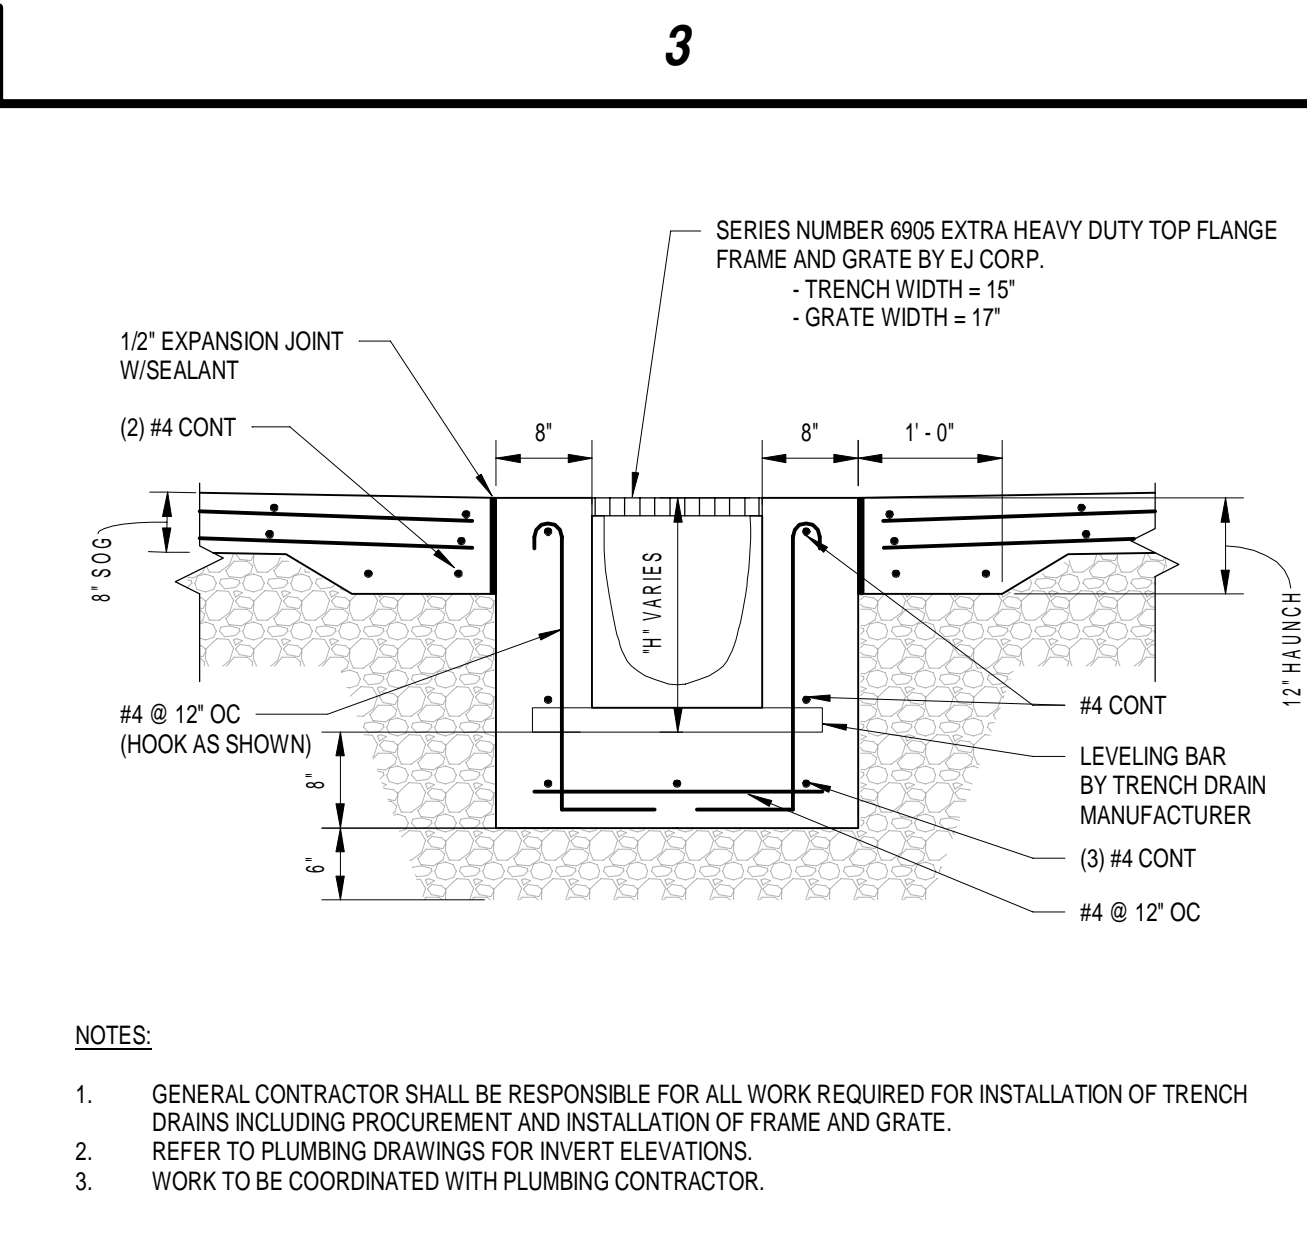 3
SERIES NUMBER 6905 EXTRA HEAVY DUTY TOP FLANGE
FRAME AND GRATE BY EJ CORP.
- TRENCH WIDTH = 15"
- GRATE WIDTH = 17"
1/2" EXPANSION JOINT
W/SEALANT
(2) #4 CONT
8"
8"
1' - 0"
8" SOG
"H" VARIES
12" HAUNCH
#4 @ 12" OC
(HOOK AS SHOWN)
#4 CONT
LEVELING BAR
BY TRENCH DRAIN
MANUFACTURER
8"
6"
(3) #4 CONT
#4 @ 12" OC
NOTES:
1. GENERAL CONTRACTOR SHALL BE RESPONSIBLE FOR ALL WORK REQUIRED FOR INSTALLATION OF TRENCH
DRAINS INCLUDING PROCUREMENT AND INSTALLATION OF FRAME AND GRATE.
2. REFER TO PLUMBING DRAWINGS FOR INVERT ELEVATIONS.
3. WORK TO BE COORDINATED WITH PLUMBING CONTRACTOR.